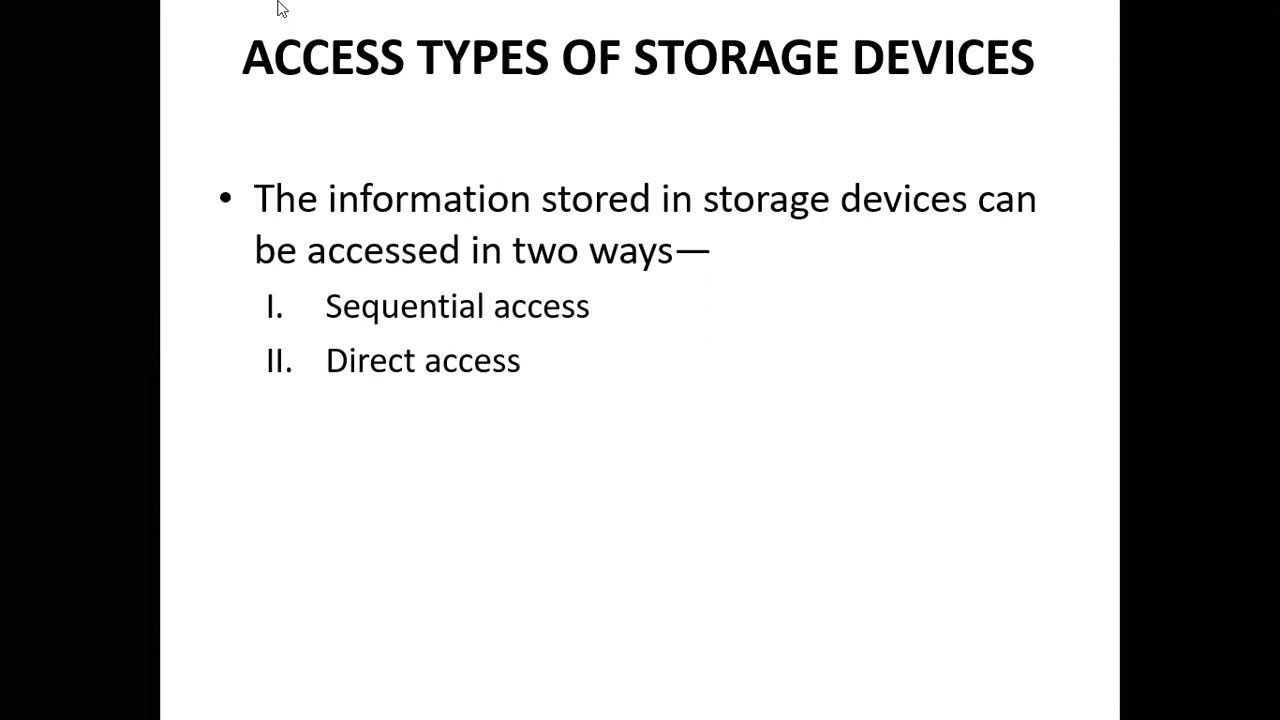 ACCESS TYPES OF STORAGE DEVICES
• The information stored in storage devices can
be accessed in two ways—
I. Sequential access
II. Direct access